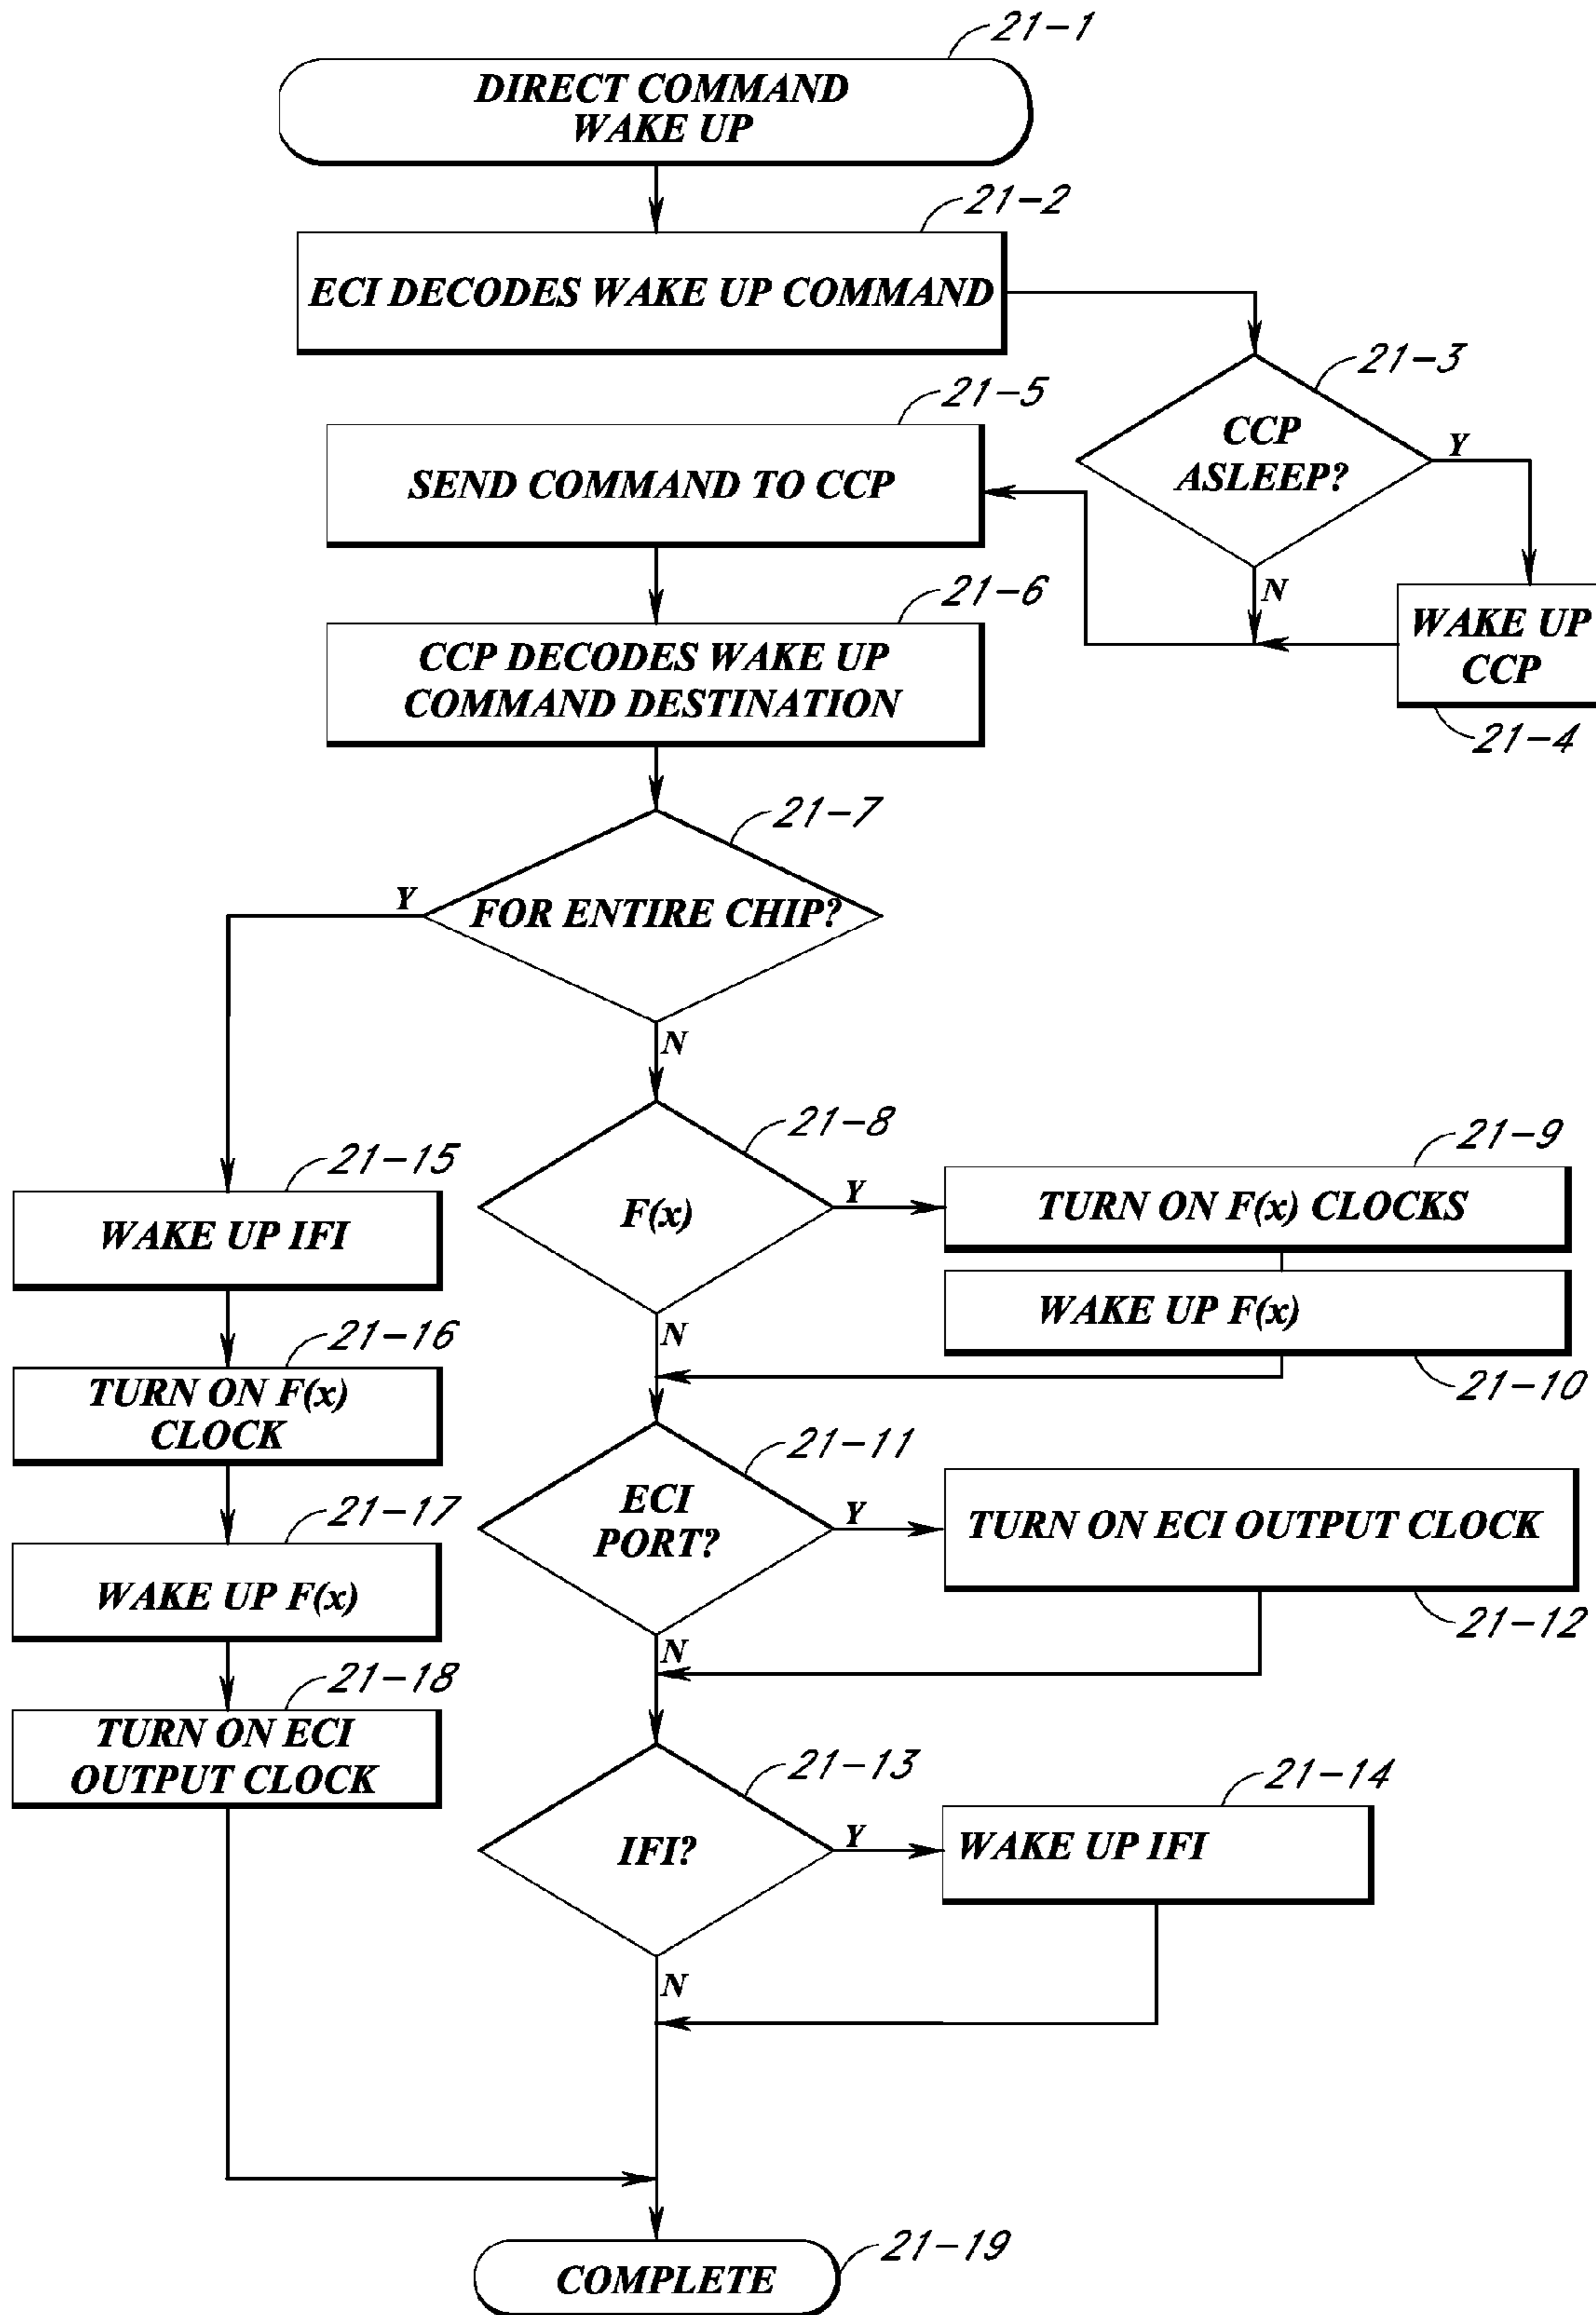 21-1
DIRECT COMMAND
WAKE UP
21-2
ECI DECODES WAKE UP COMMAND
21-3
CCP
ASLEEP?
Y
N
WAKE UP
CCP
21-4
21-5
SEND COMMAND TO CCP
21-6
CCP DECODES WAKE UP
COMMAND DESTINATION
21-7
FOR ENTIRE CHIP?
Y
N
21-8
F(x)
Y
N
21-9
TURN ON F(x) CLOCKS
WAKE UP F(x)
21-10
21-11
ECI
PORT?
Y
N
TURN ON ECI OUTPUT CLOCK
21-12
21-13
IFI?
Y
N
21-14
WAKE UP IFI
21-15
WAKE UP IFI
21-16
TURN ON F(x)
CLOCK
21-17
WAKE UP F(x)
21-18
TURN ON ECI
OUTPUT CLOCK
21-19
COMPLETE